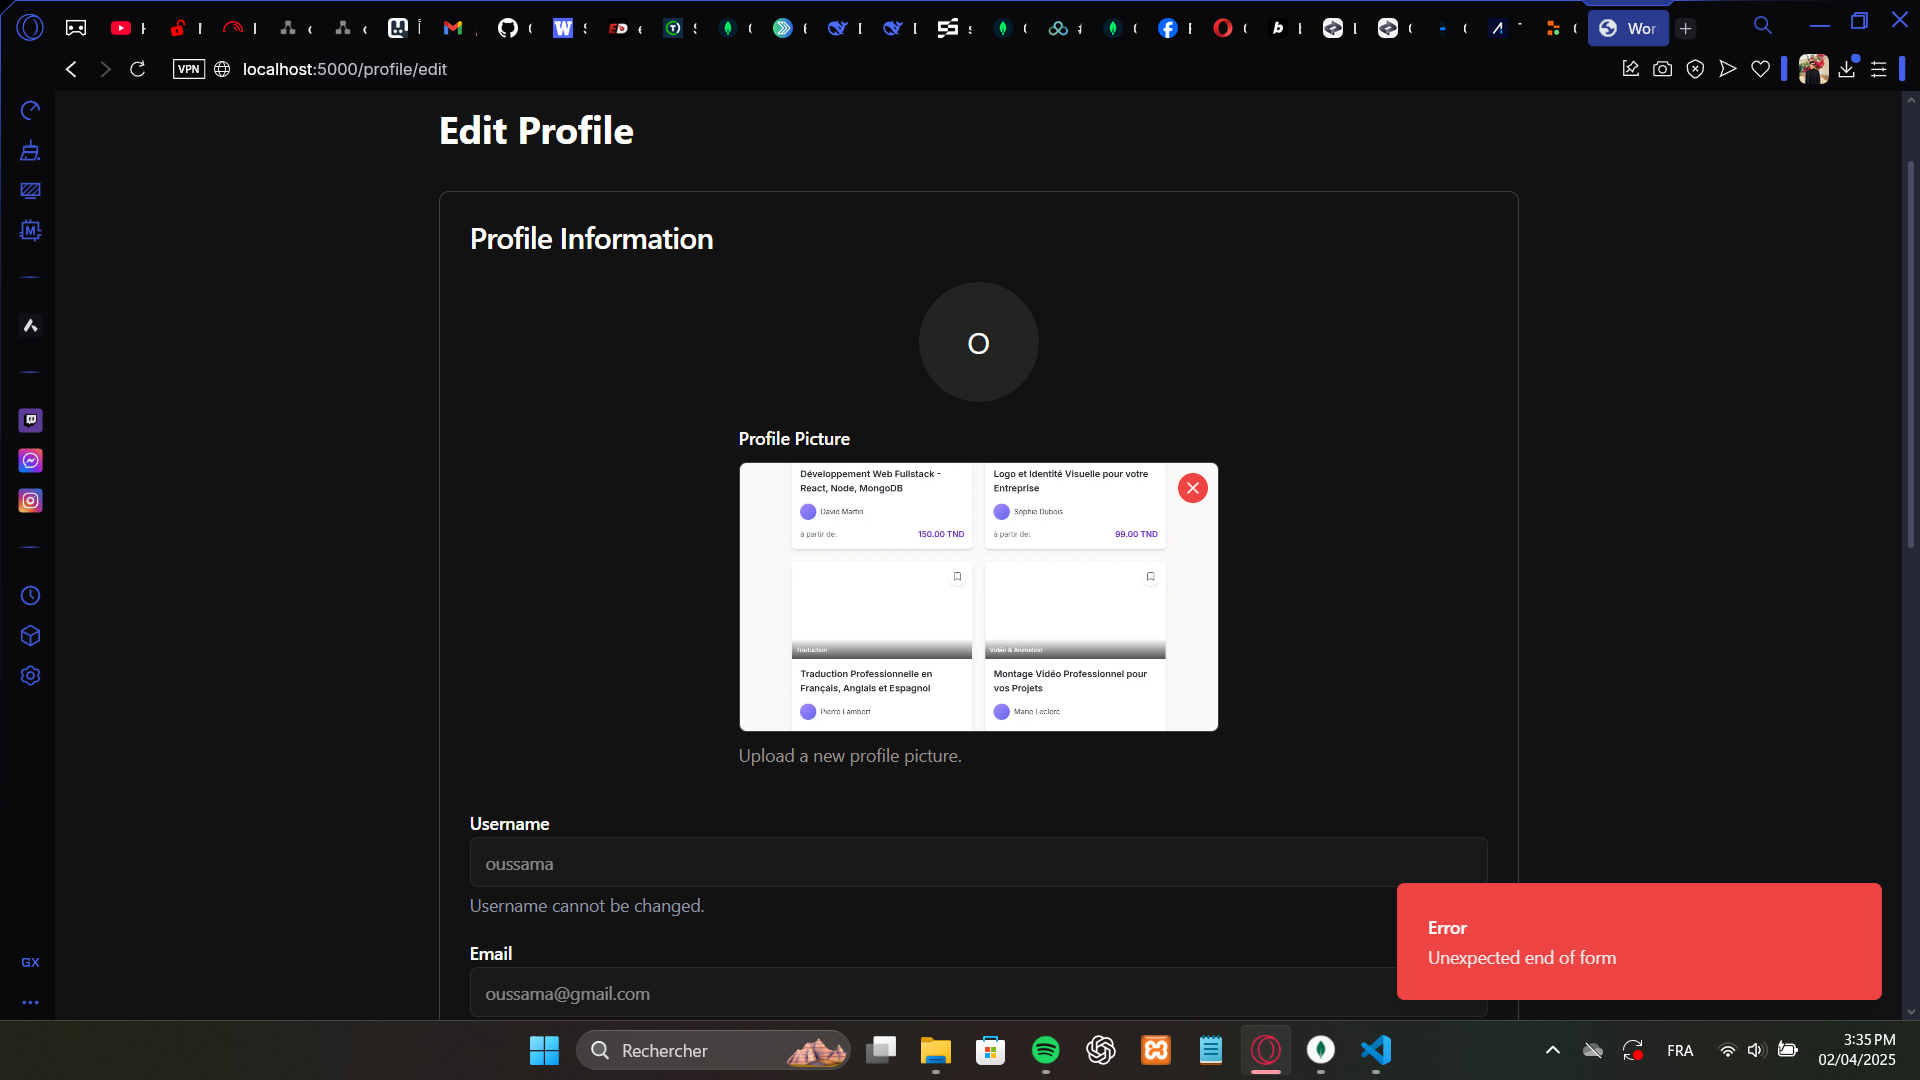 Wor
VPN
localhost:5000/profile/edit
Edit Profile
Profile Information
O
Profile Picture
Développement Web Fullstack -
React, Node, MongoDB
David Martin
à partir de:
150.00 TND
Logo et Identité Visuelle pour votre
Entreprise
Sophie Dubois
à partir de:
99.00 TND
Traduction
Traduction Professionnelle en
Français, Anglais et Espagnol
Pierre Lambert
Vidéo & Animation
Montage Vidéo Professionnel pour
vos Projets
Marie Leclerc
Upload a new profile picture.
Username
oussama
Username cannot be changed.
Email
oussama@gmail.com
Error
Unexpected end of form
GX
Rechercher
FRA
3:35 PM
02/04/2025